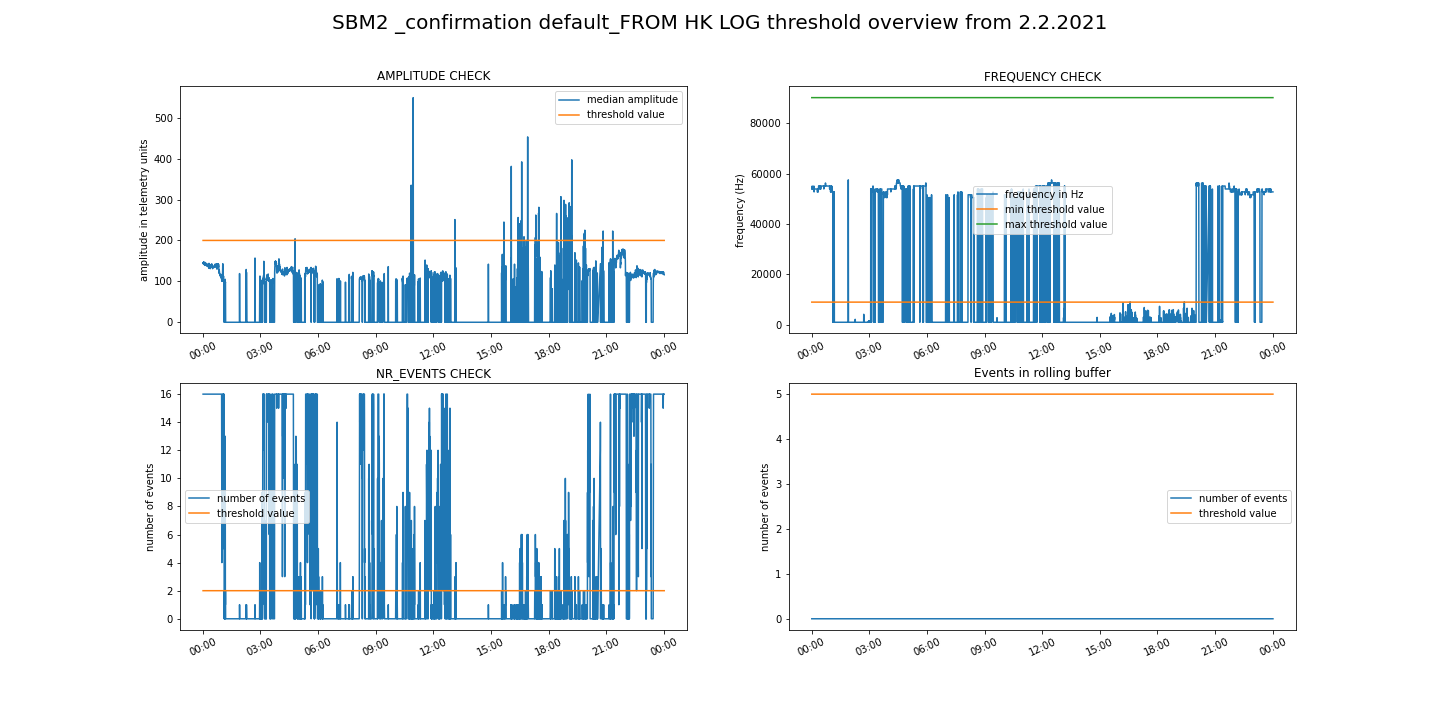 SBM2 _confirmation default_FROM HK LOG threshold overview from 2.2.2021
AMPLITUDE CHECK
amplitude in telemetry units
500
400
300
200
100
0
median amplitude
threshold value
00:00 03:00 06:00 09:00 12:00 15:00 18:00 21:00 00:00
FREQUENCY CHECK
frequency (Hz)
80000
60000
40000
20000
0
frequency in Hz
min threshold value
max threshold value
00:00 03:00 06:00 09:00 12:00 15:00 18:00 21:00 00:00
NR_EVENTS CHECK
number of events
16
14
12
10
8
6
4
2
0
number of events
threshold value
00:00 03:00 06:00 09:00 12:00 15:00 18:00 21:00 00:00
Events in rolling buffer
number of events
5
4
3
2
1
0
number of events
threshold value
00:00 03:00 06:00 09:00 12:00 15:00 18:00 21:00 00:00